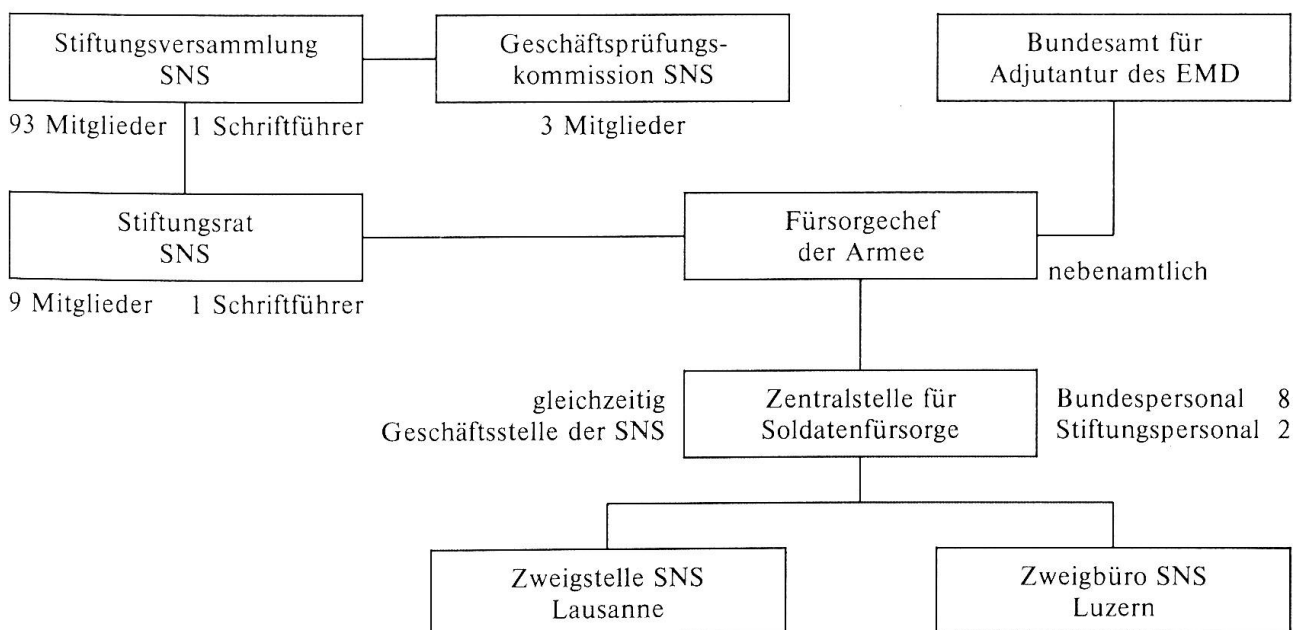 Stiftungsversammlung
SNS
Geschäftsprüfungs-
kommission SNS
Bundesamt für
Adjutantur des EMD
93 Mitglieder 1 Schriftführer
3 Mitglieder
Stiftungsrat
SNS
Fürsorgechef
der Armee
nebenamtlich
9 Mitglieder 1 Schriftführer
gleichzeitig
Geschäftsstelle der SNS
Zentralstelle für
Soldatenfürsorge
Bundespersonal 8
Stiftungspersonal 2
Zweigstelle SNS
Lausanne
Zweigbüro SNS
Luzern